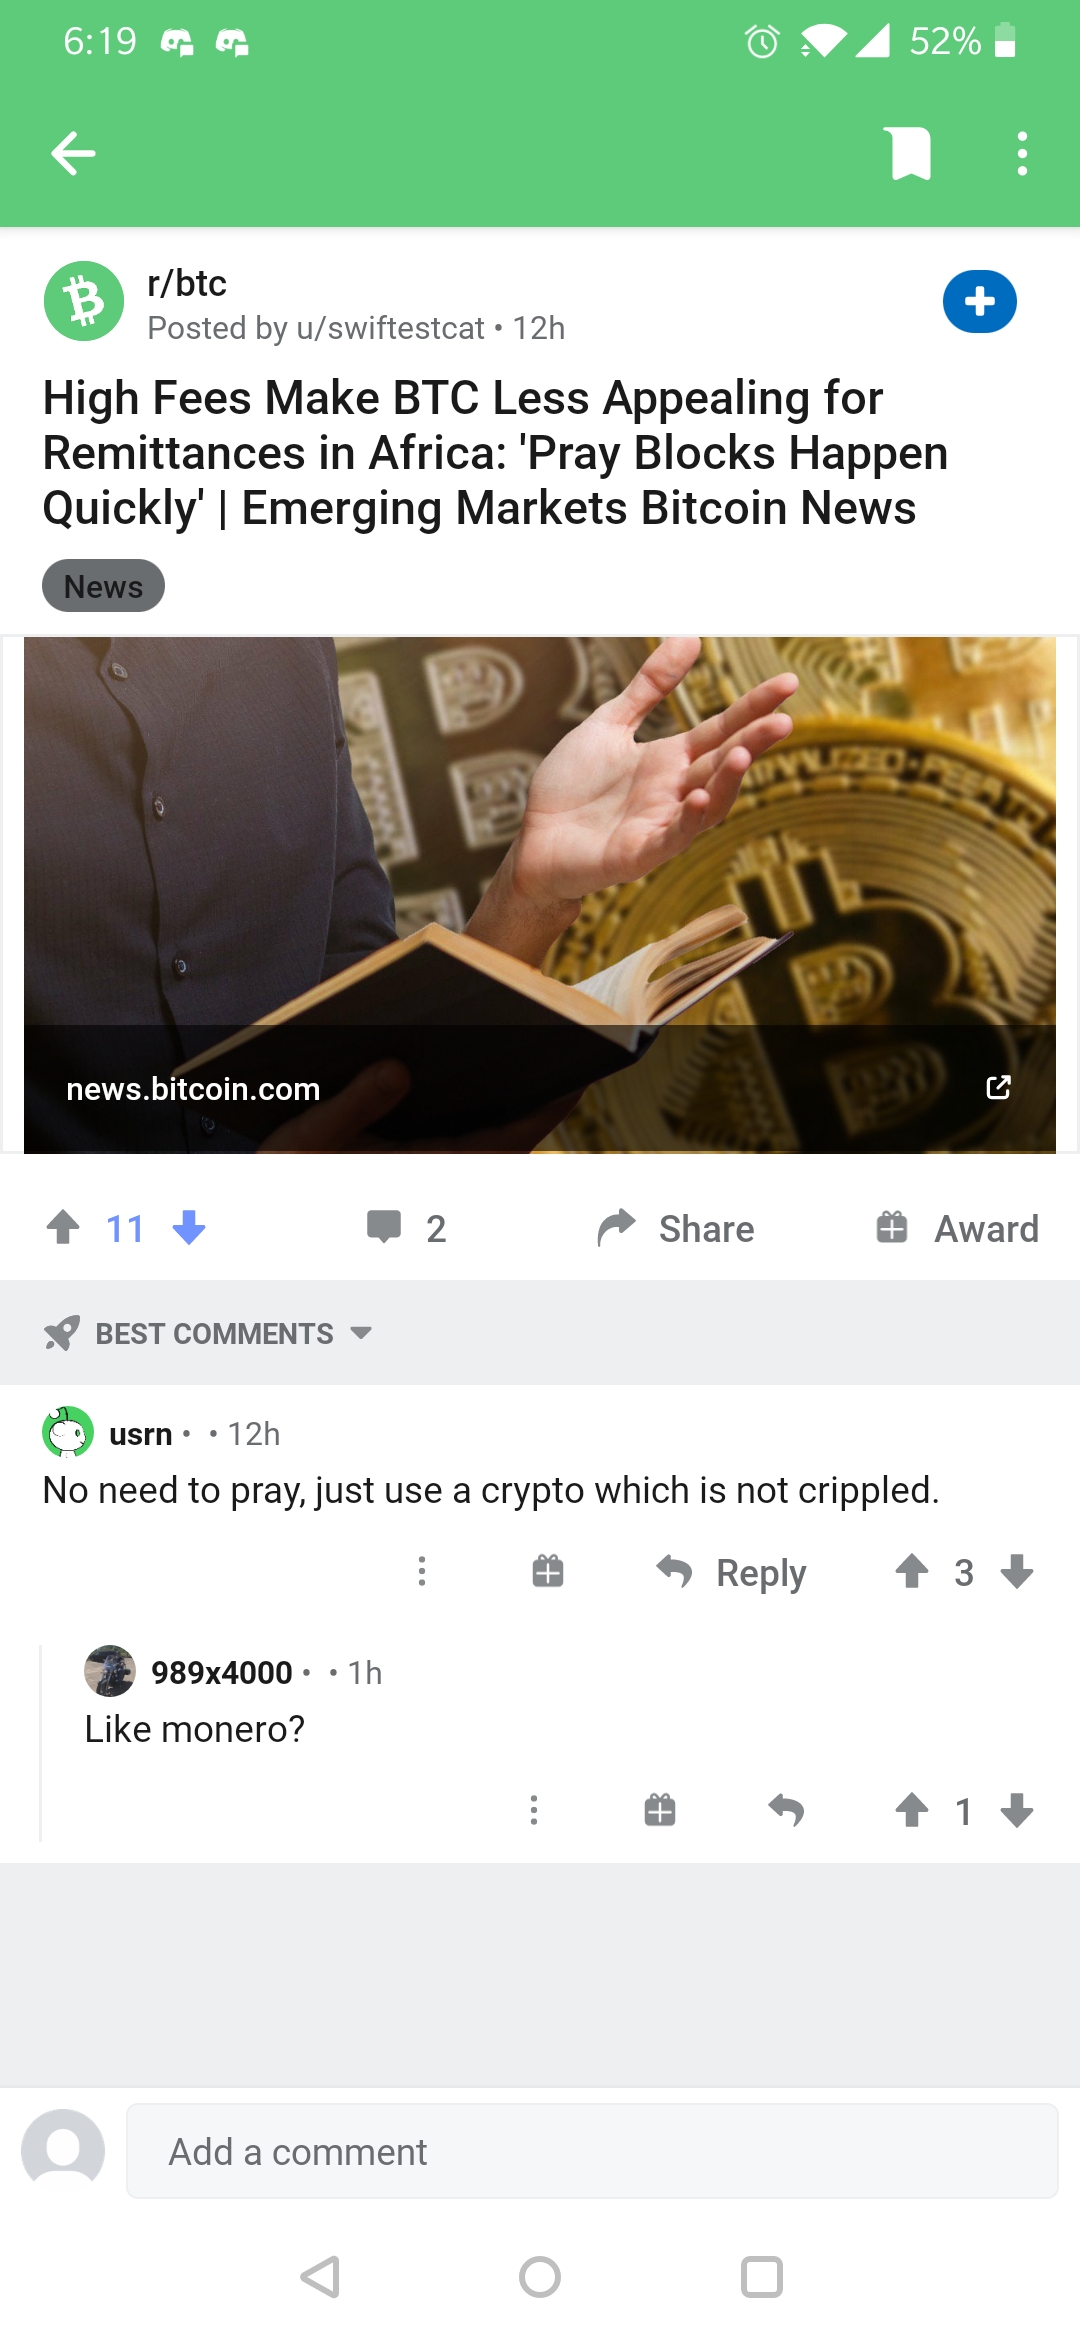 6:19
52%
r/btc
Posted by u/swiftestcat • 12h
High Fees Make BTC Less Appealing for
Remittances in Africa: 'Pray Blocks Happen
Quickly' | Emerging Markets Bitcoin News
News
news.bitcoin.com
11
2
Share
Award
BEST COMMENTS
usrn • • 12h
No need to pray, just use a crypto which is not crippled.
Reply
3
989x4000 • • 1h
Like monero?
1
Add a comment